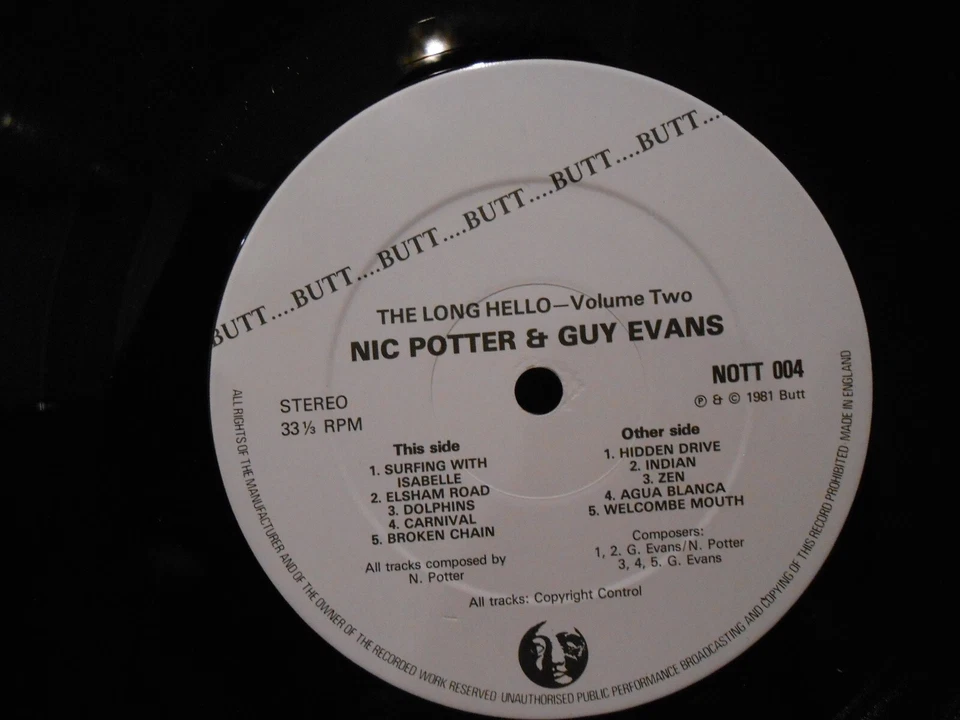 BUTT....BUTT....BUTT....BUTT....BUTT....BUTT....
THE LONG HELLO—Volume Two
NIC POTTER & GUY EVANS
NOTT 004
Ⓟ & © 1981 Butt
STEREO
33⅓ RPM
This side
1. SURFING WITH
ISABELLE
2. ELSHAM ROAD
3. DOLPHINS
4. CARNIVAL
5. BROKEN CHAIN
All tracks composed by
N. Potter
Other side
1. HIDDEN DRIVE
2. INDIAN
3. ZEN
4. AGUA BLANCA
5. WELCOMBE MOUTH
Composers:
1, 2. G. Evans/N. Potter
3, 4, 5. G. Evans
All tracks: Copyright Control
ALL RIGHTS OF THE MANUFACTURER AND OF THE OWNER OF THE RECORDED WORK RESERVED UNAUTHORISED PUBLIC PERFORMANCE BROADCASTING AND COPYING OF THIS RECORD PROHIBITED MADE IN ENGLAND